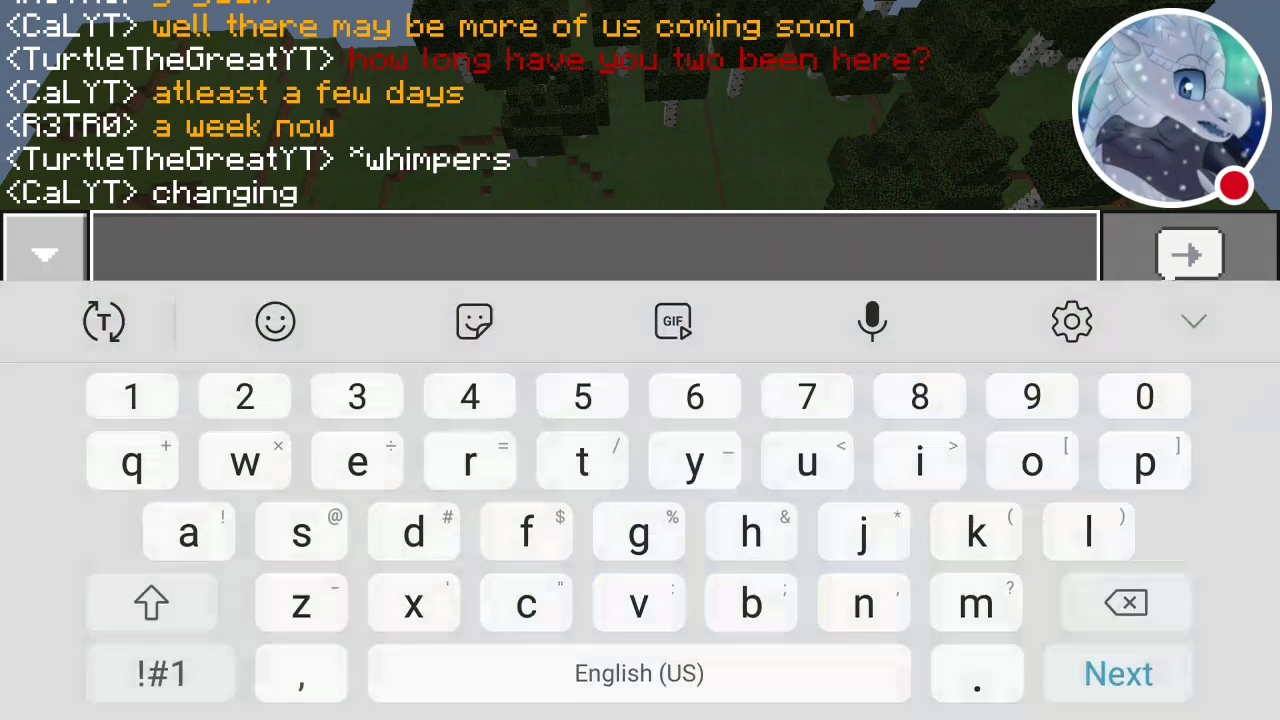 <CaLYT> well there may be more of us coming soon
<TurtleTheGreatYT> how long have you two been here?
<CaLYT> atleast a few days
<R3TR0> a week now
<TurtleTheGreatYT> *whimpers
<CaLYT> changing
T GIF
1 2 3 4 5 6 7 8 9 0
q + w × e ÷ r = t / y _ u < i > o [ p ]
a ! s @ d # f $ g % h & j * k ( l )
z - x ' c " v : b ; n , m ?
!#1 , English (US) . Next